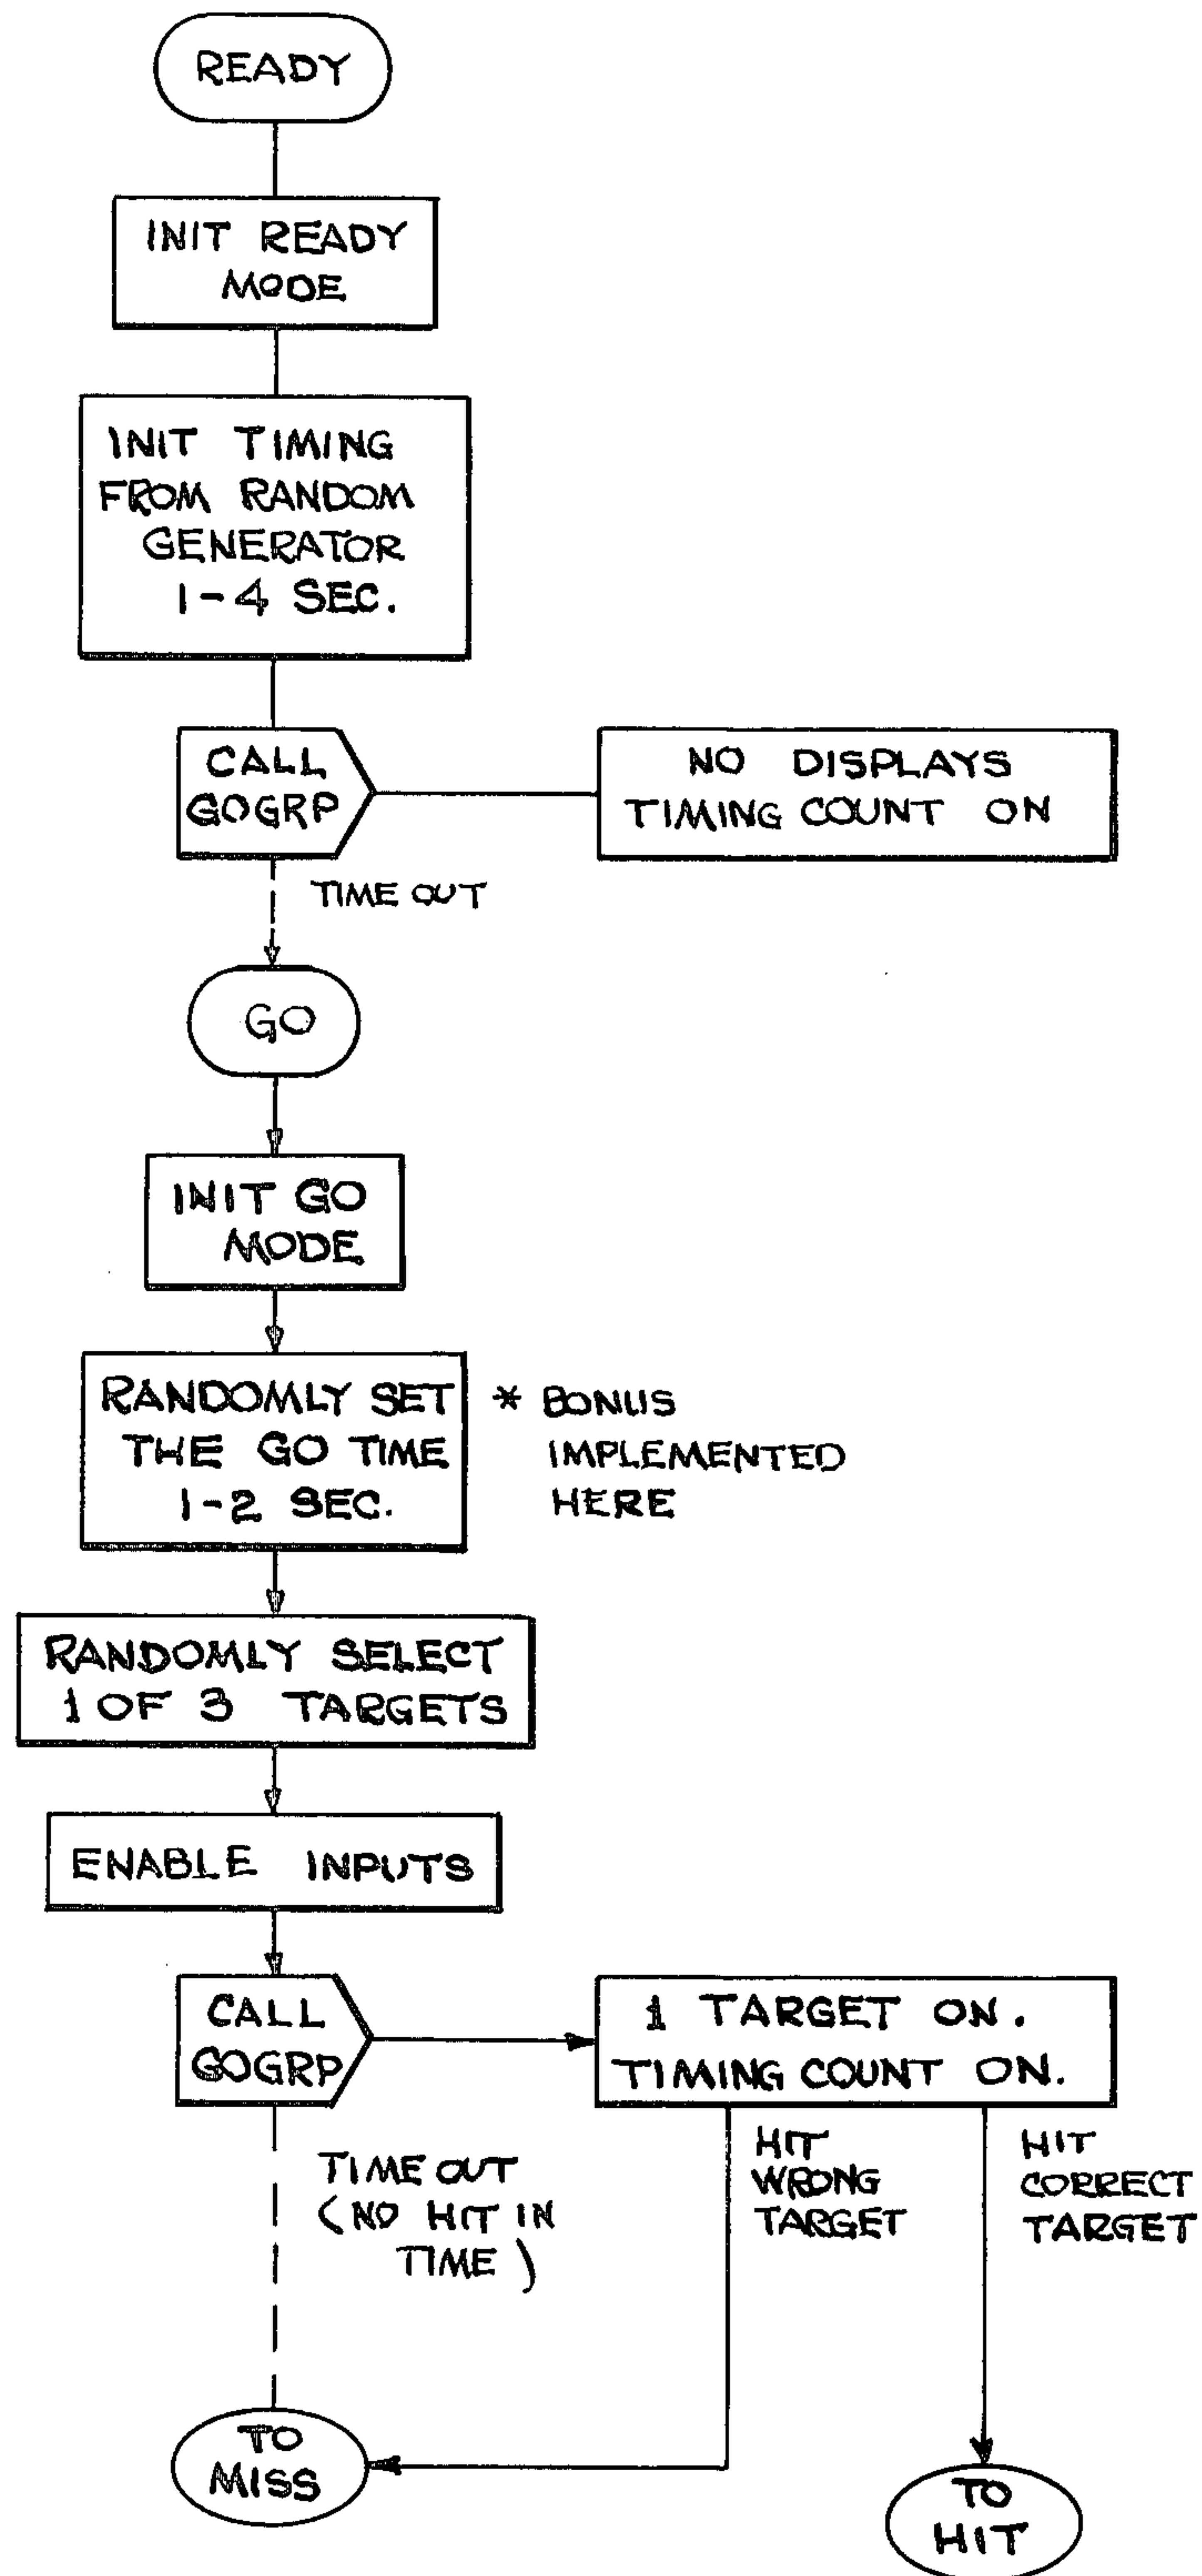 READY
INIT READY
MODE
INIT TIMING
FROM RANDOM
GENERATOR
1-4 SEC.
CALL
GOGRP
NO DISPLAYS
TIMING COUNT ON
TIME OUT
GO
INIT GO
MODE
RANDOMLY SET
THE GO TIME
1-2 SEC.
* BONUS
IMPLEMENTED
HERE
RANDOMLY SELECT
1 OF 3 TARGETS
ENABLE INPUTS
CALL
GOGRP
1 TARGET ON.
TIMING COUNT ON.
TIME OUT
(NO HIT IN
TIME)
HIT
WRONG
TARGET
HIT
CORRECT
TARGET
TO
MISS
TO
HIT